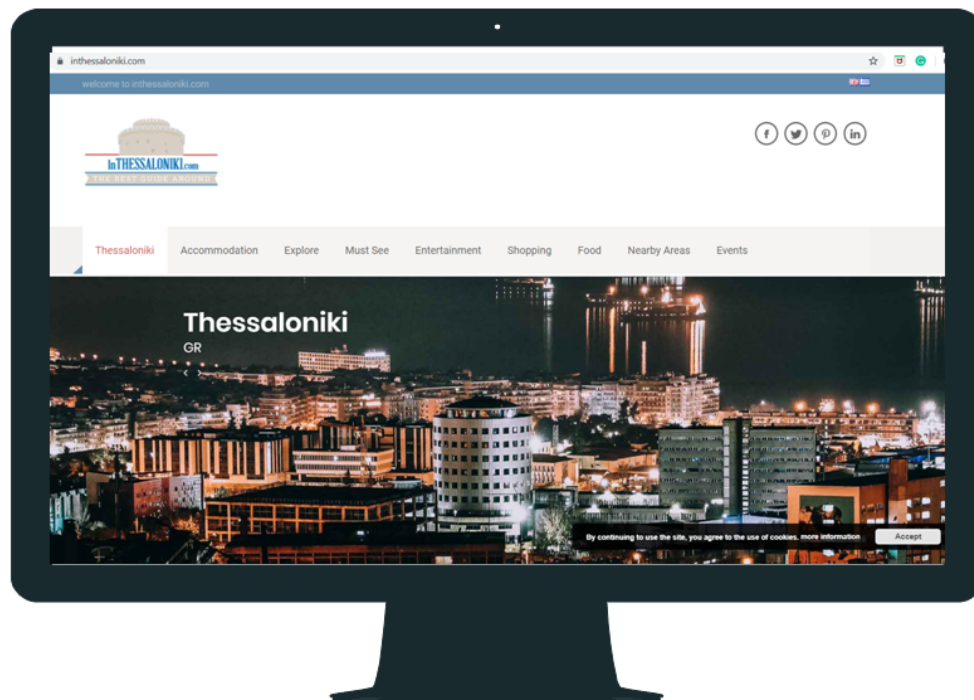 inthessaloniki.com
welcome to inthessaloniki.com
InTHESSALONIKI.com
THE BEST GUIDE AROUND
Thessaloniki Accommodation Explore Must See Entertainment Shopping Food Nearby Areas Events
Thessaloniki
GR
By continuing to use the site, you agree to the use of cookies. more information Accept